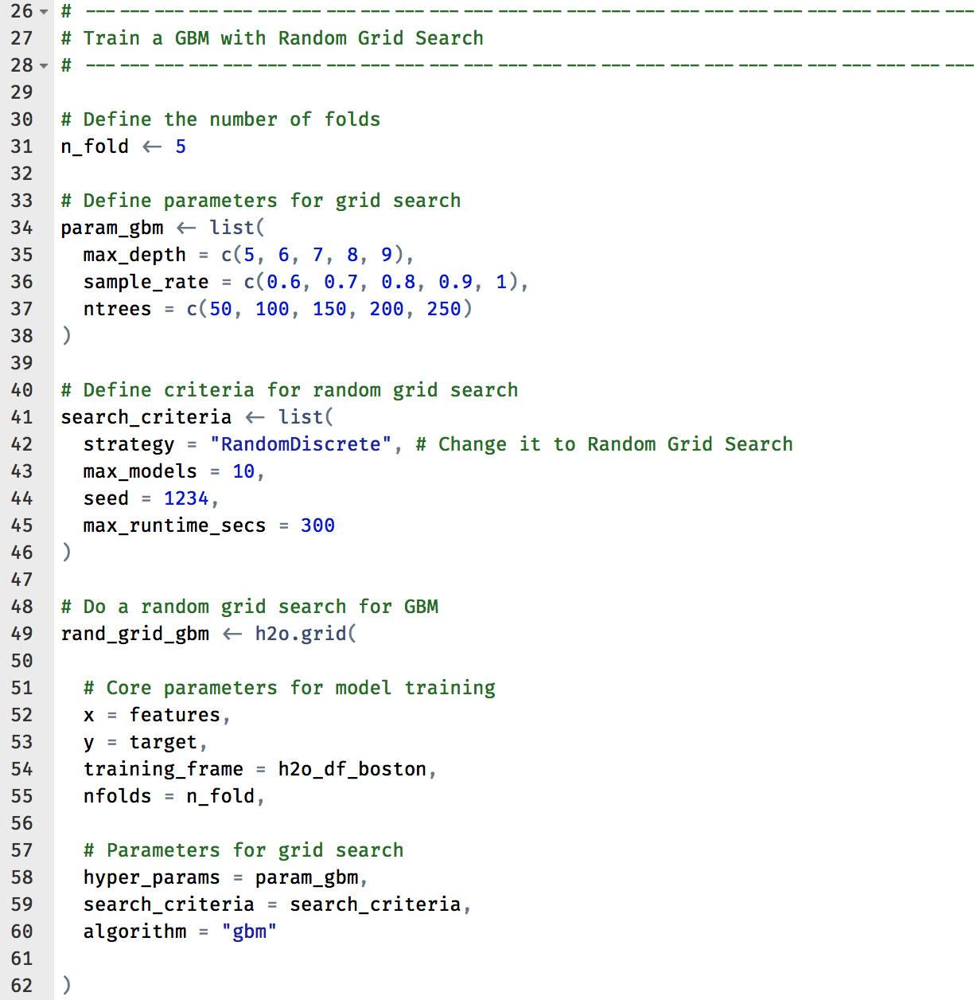 26 # ---------------------------------------------------------------------------
27 # Train a GBM with Random Grid Search
28 # ---------------------------------------------------------------------------
29
30 # Define the number of folds
31 n_fold <- 5
32
33 # Define parameters for grid search
34 param_gbm <- list(
35   max_depth = c(5, 6, 7, 8, 9),
36   sample_rate = c(0.6, 0.7, 0.8, 0.9, 1),
37   ntrees = c(50, 100, 150, 200, 250)
38 )
39
40 # Define criteria for random grid search
41 search_criteria <- list(
42   strategy = "RandomDiscrete", # Change it to Random Grid Search
43   max_models = 10,
44   seed = 1234,
45   max_runtime_secs = 300
46 )
47
48 # Do a random grid search for GBM
49 rand_grid_gbm <- h2o.grid(
50
51   # Core parameters for model training
52   x = features,
53   y = target,
54   training_frame = h2o_df_boston,
55   nfolds = n_fold,
56
57   # Parameters for grid search
58   hyper_params = param_gbm,
59   search_criteria = search_criteria,
60   algorithm = "gbm"
61
62 )